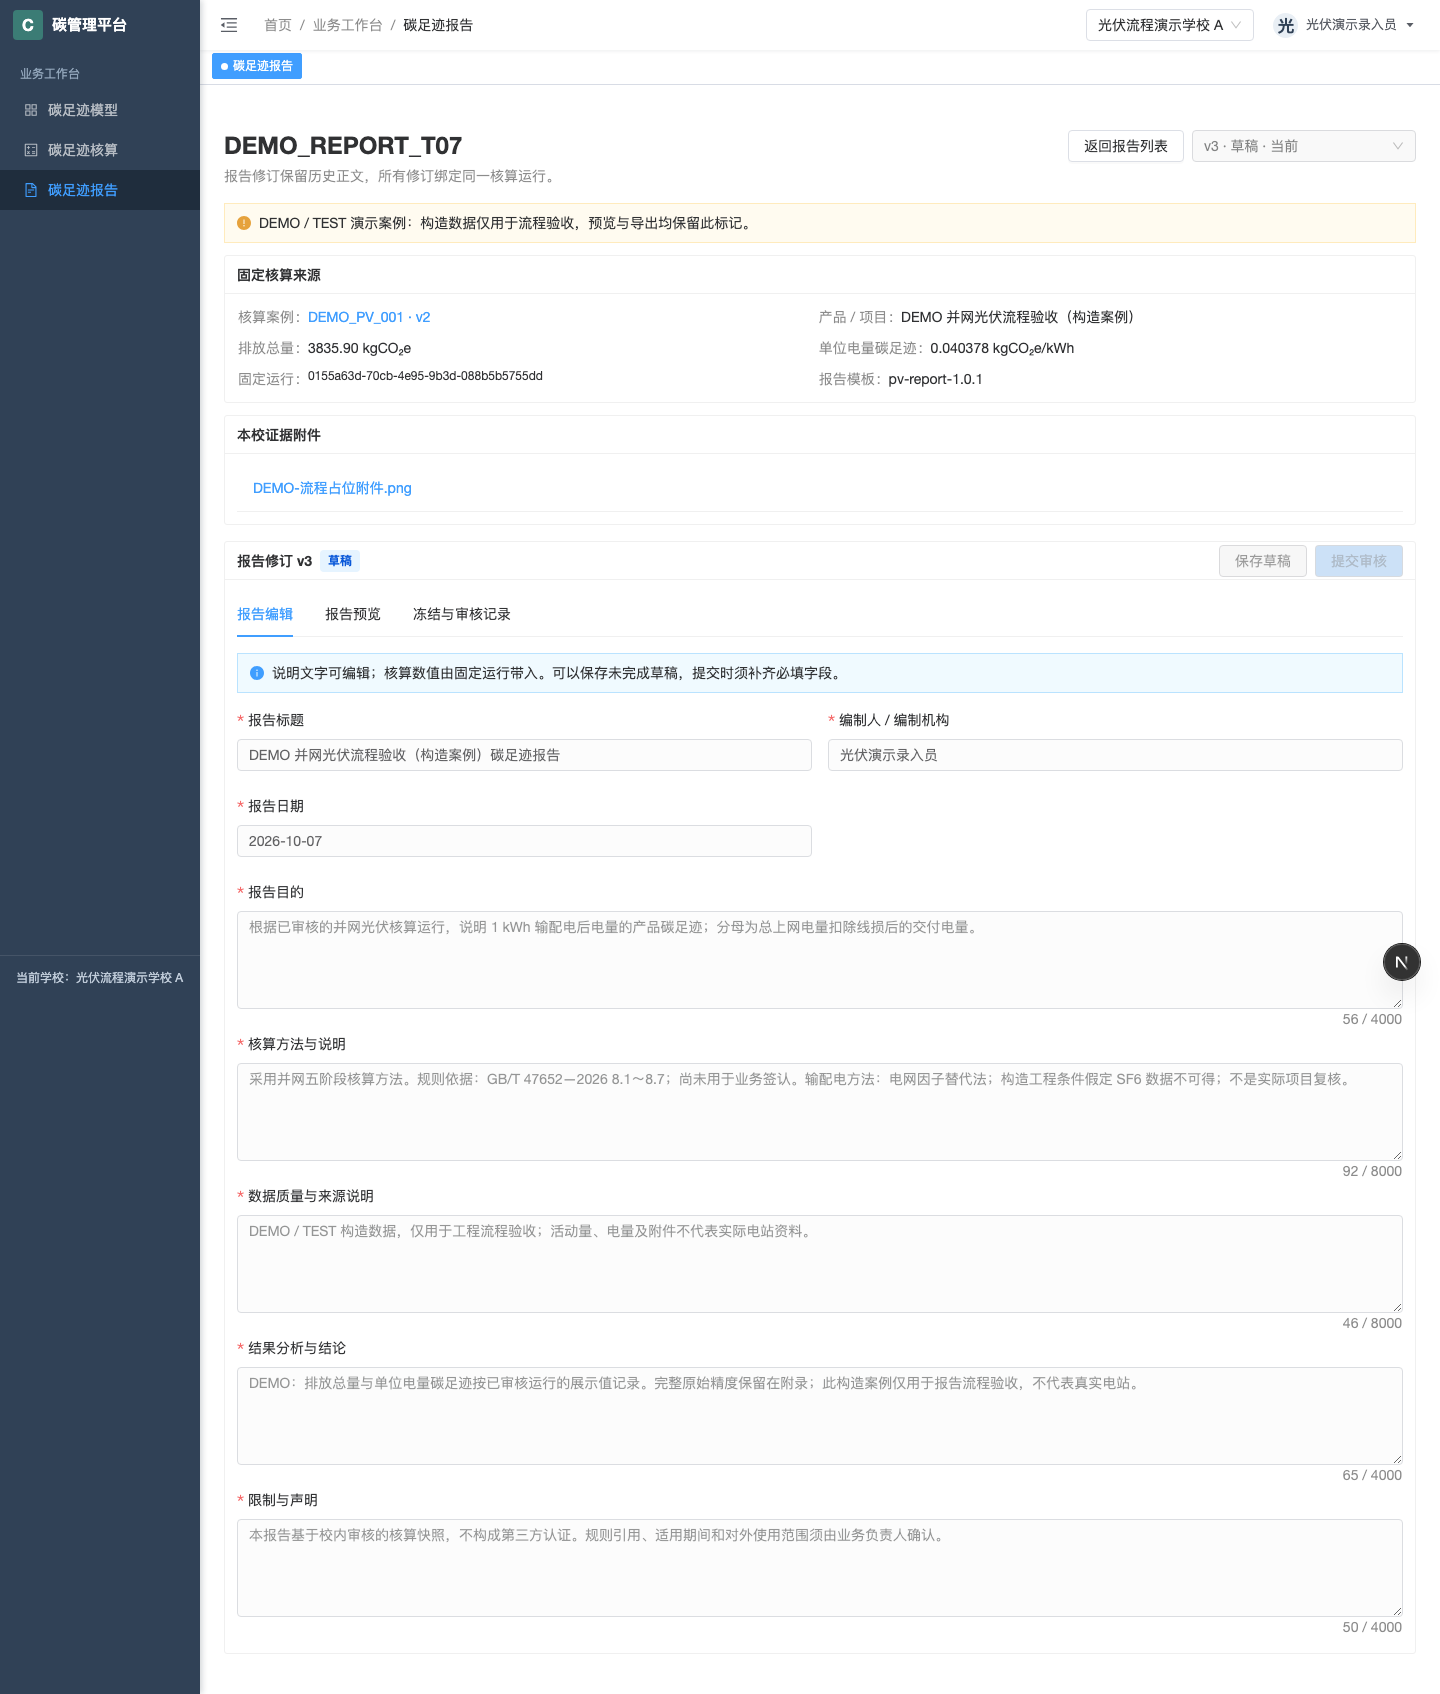 C 碳管理平台
首页 / 业务工作台 / 碳足迹报告
光伏流程演示学校 A
光 光伏演示录入员
碳足迹报告
业务工作台
碳足迹模型
碳足迹核算
碳足迹报告
当前学校：光伏流程演示学校 A
DEMO_REPORT_T07
返回报告列表
v3 · 草稿 · 当前
报告修订保留历史正文，所有修订绑定同一核算运行。
DEMO / TEST 演示案例：构造数据仅用于流程验收，预览与导出均保留此标记。
固定核算来源
核算案例：DEMO_PV_001 · v2
产品 / 项目：DEMO 并网光伏流程验收（构造案例）
排放总量：3835.90 kgCO₂e
单位电量碳足迹：0.040378 kgCO₂e/kWh
固定运行：0155a63d-70cb-4e95-9b3d-088b5b5755dd
报告模板：pv-report-1.0.1
本校证据附件
DEMO-流程占位附件.png
报告修订 v3 草稿
保存草稿
提交审核
报告编辑
报告预览
冻结与审核记录
说明文字可编辑；核算数值由固定运行带入。可以保存未完成草稿，提交时须补齐必填字段。
* 报告标题
* 编制人 / 编制机构
DEMO 并网光伏流程验收（构造案例）碳足迹报告
光伏演示录入员
* 报告日期
2026-10-07
* 报告目的
根据已审核的并网光伏核算运行，说明 1 kWh 输配电后电量的产品碳足迹；分母为总上网电量扣除线损后的交付电量。
N
56 / 4000
* 核算方法与说明
采用并网五阶段核算方法。规则依据：GB/T 47652—2026 8.1～8.7；尚未用于业务签认。输配电方法：电网因子替代法；构造工程条件假定 SF6 数据不可得；不是实际项目复核。
92 / 8000
* 数据质量与来源说明
DEMO / TEST 构造数据，仅用于工程流程验收；活动量、电量及附件不代表实际电站资料。
46 / 8000
* 结果分析与结论
DEMO：排放总量与单位电量碳足迹按已审核运行的展示值记录。完整原始精度保留在附录；此构造案例仅用于报告流程验收，不代表真实电站。
65 / 4000
* 限制与声明
本报告基于校内审核的核算快照，不构成第三方认证。规则引用、适用期间和对外使用范围须由业务负责人确认。
50 / 4000